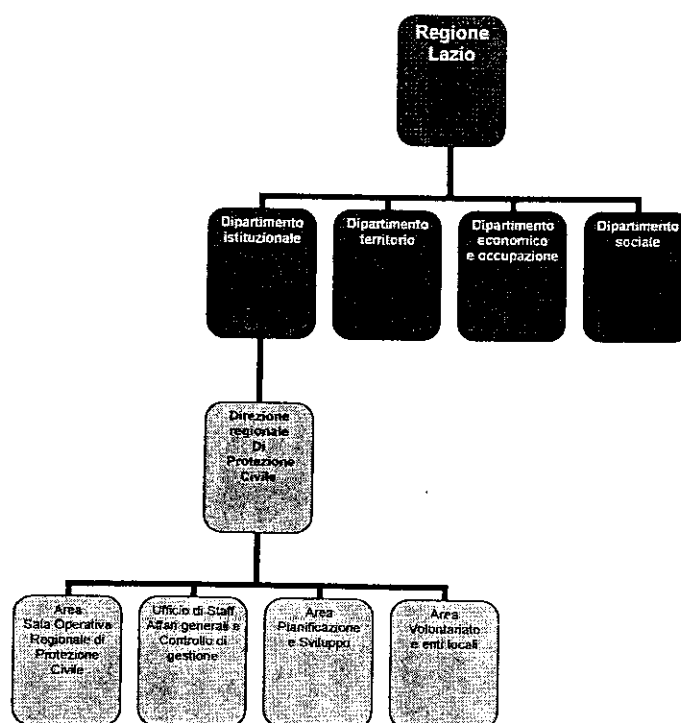 Regione
Lazio
Dipartimento
istituzionale
Dipartimento
territorio
Dipartimento
economico
e occupazione
Dipartimento
sociale
Direzione
regionale
Di
Protezione
Civile
Area
Sala Operativa
Regionale di
Protezione
Civile
Ufficio di Staff
Affari generali e
Controllo di
gestione
Area
Pianificazione
e Sviluppo
Area
Volontariato
e enti locali